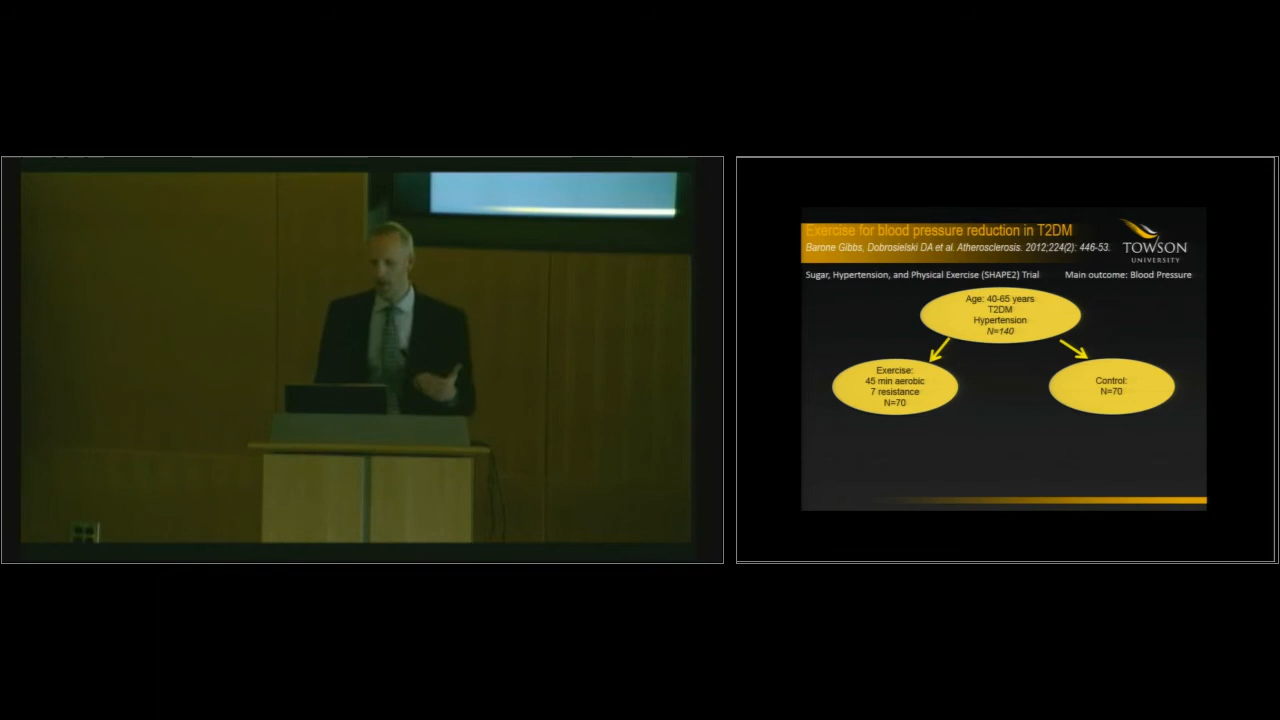 Exercise for blood pressure reduction in T2DM
Barone Gibbs, Dobrosielski DA et al. Atherosclerosis. 2012;224(2): 446-53.
TOWSON
UNIVERSITY
Sugar, Hypertension, and Physical Exercise (SHAPE2) Trial
Main outcome: Blood Pressure
Age: 40-65 years
T2DM
Hypertension
N=140
Exercise:
45 min aerobic
7 resistance
N=70
Control:
N=70